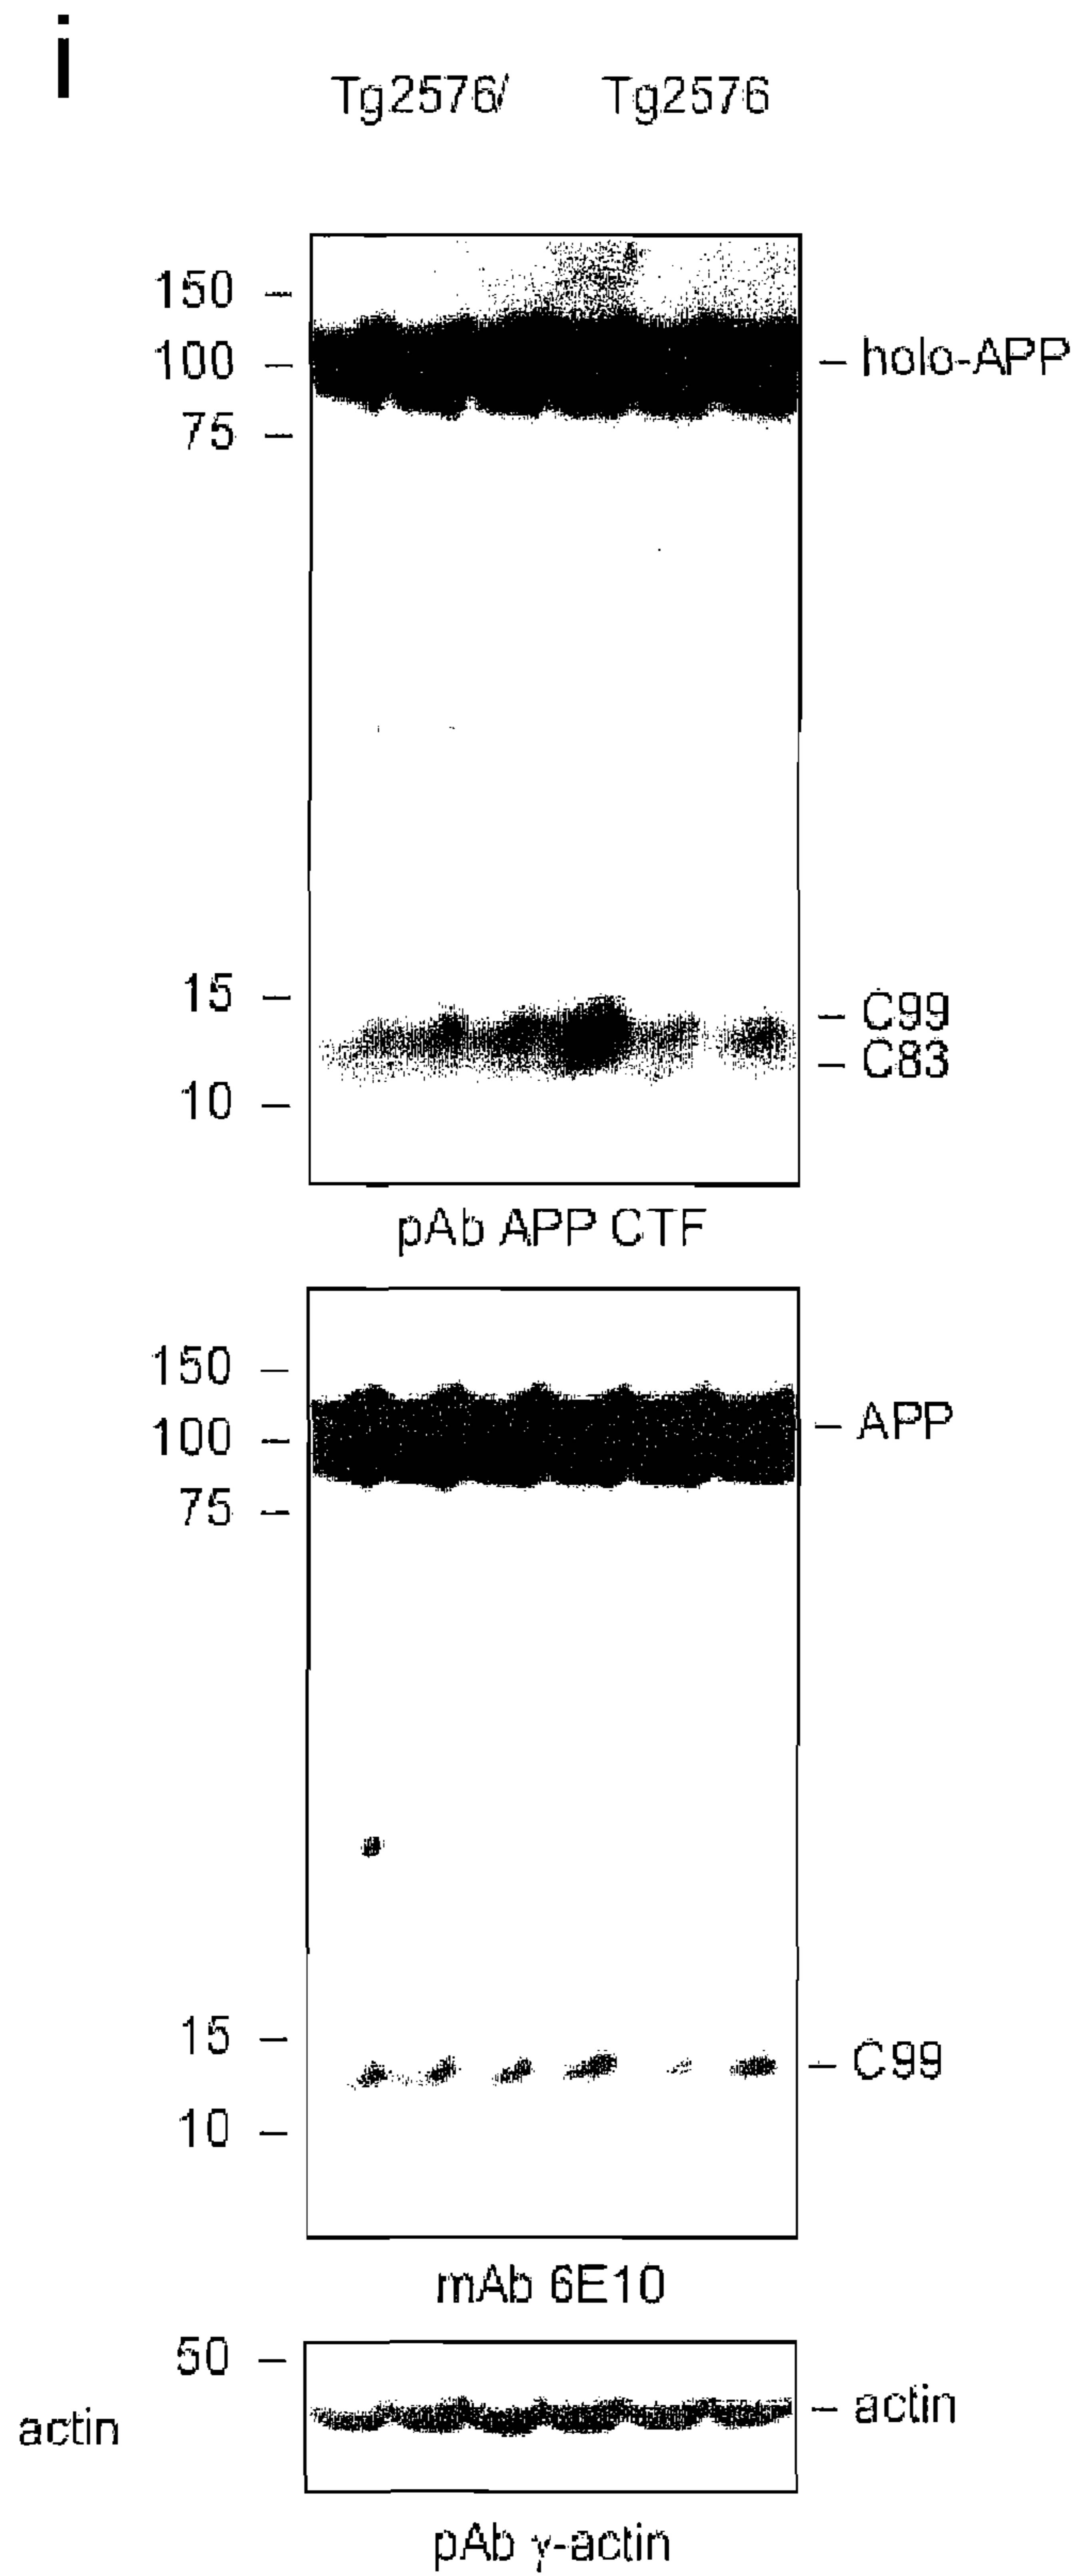 i
Tg2576/ Tg2576
150
100
75
holo-APP
15
10
C99
C83
pAb APP CTF
150
100
75
APP
15
10
C99
mAb 6E10
50
actin
actin
pAb γ-actin